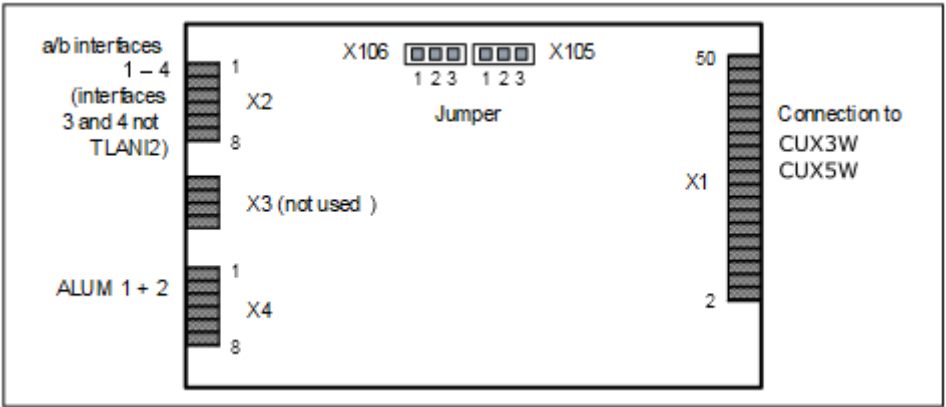 a/b interfaces
1 – 4
(interfaces
3 and 4 not
TLANI2)
1
X2
8
X3 (not used )
ALUM 1 + 2
1
X4
8
X106
X105
1 2 3
1 2 3
Jumper
50
X1
2
Connection to
CUX3W
CUX5W